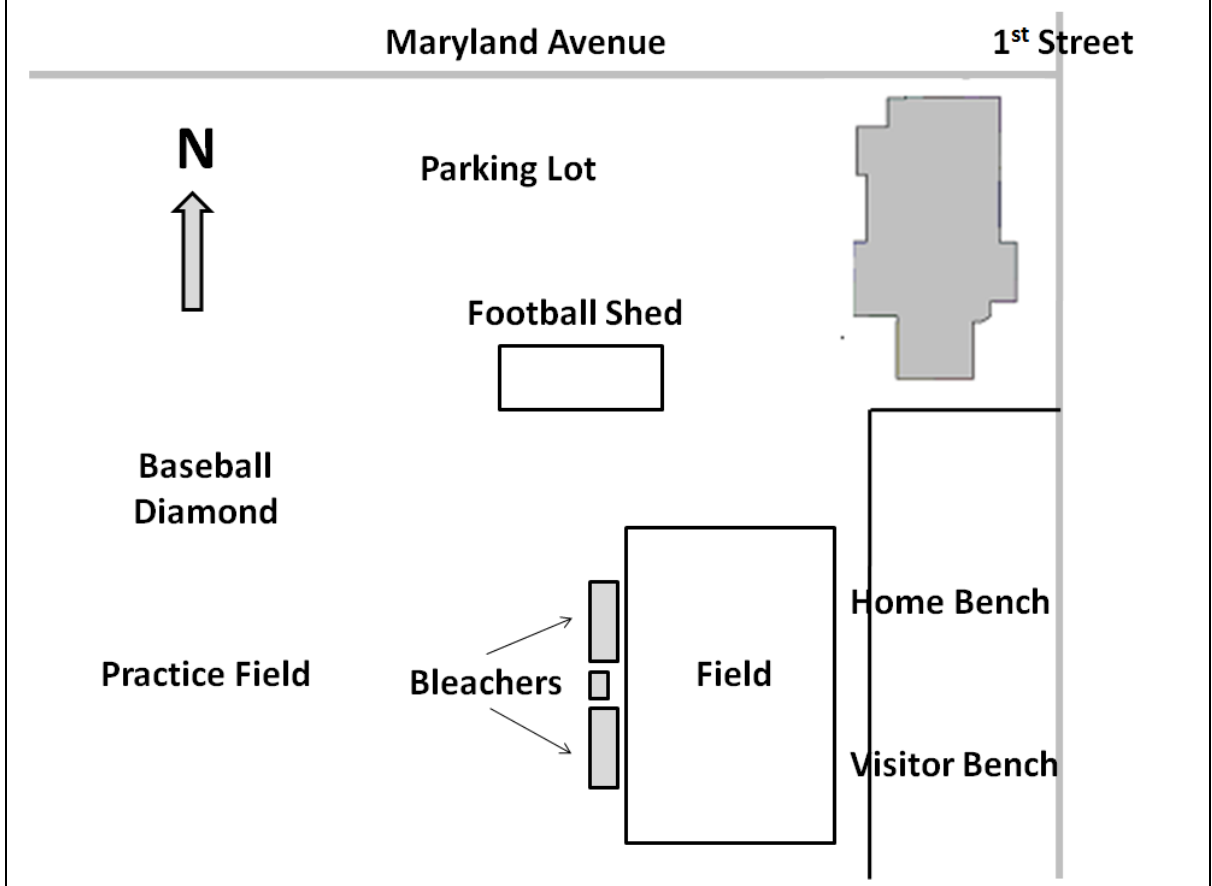 Maryland Avenue
1st Street
N
Parking Lot
Football Shed
Baseball
Diamond
Home Bench
Practice Field
Bleachers
Field
Visitor Bench